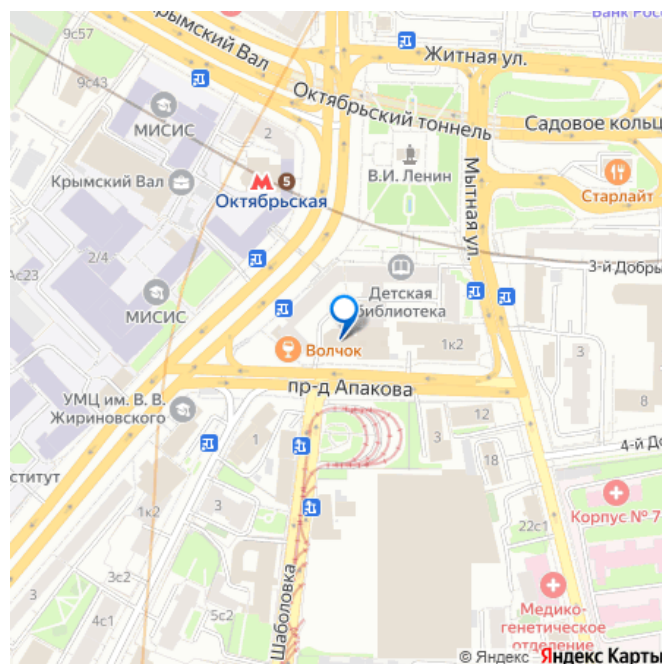 9с57
Крымский Вал
Житная ул.
Банк Рос
9с43
МИСИС
2
Октябрьский тоннель
Садовое кольц
Крымский Вал
5
Октябрьская
В.И. Ленин
Мытная ул.
Старлайт
2/4
Ас23
3-й Добры
МИСИС
Детская
библиотека
Волчок
1к2
3
пр-д Апакова
8
УМЦ им. В. В.
Жириновского
12
1
3
4-й До
ститут
18
3
Корпус № 7
1к2
22с1
3с2
3
4с1
5с2
Шаболовка
Медико-
генетическое
отделение
© Яндекс Яндекс Карты